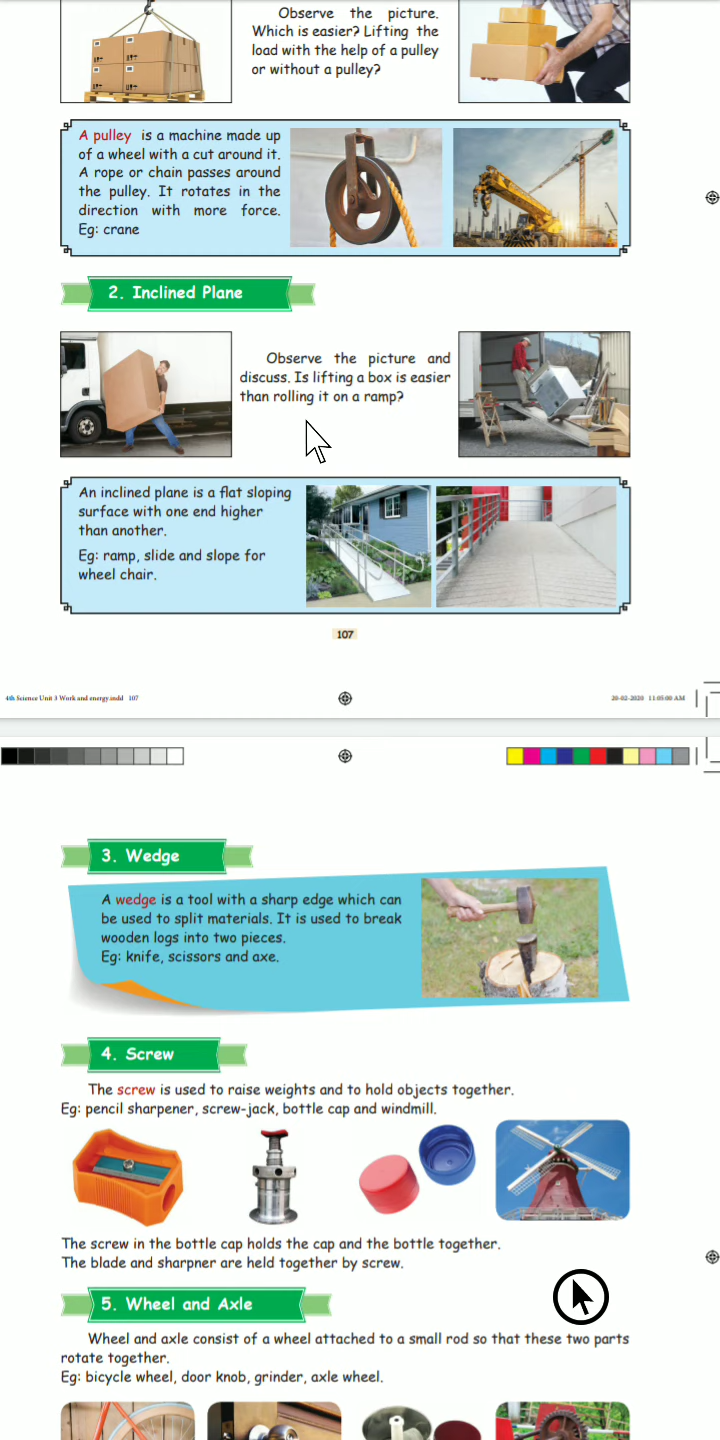 Observe the picture.
Which is easier? Lifting the
load with the help of a pulley
or without a pulley?
A pulley is a machine made up
of a wheel with a cut around it.
A rope or chain passes around
the pulley. It rotates in the
direction with more force.
Eg: crane
2. Inclined Plane
Observe the picture and
discuss. Is lifting a box is easier
than rolling it on a ramp?
An inclined plane is a flat sloping
surface with one end higher
than another.
Eg: ramp, slide and slope for
wheel chair.
107
4th Science Unit 3 Work and energy.indd 107
20-02-2020 11:05:00 AM
3. Wedge
A wedge is a tool with a sharp edge which can
be used to split materials. It is used to break
wooden logs into two pieces.
Eg: knife, scissors and axe.
4. Screw
The screw is used to raise weights and to hold objects together.
Eg: pencil sharpener, screw-jack, bottle cap and windmill.
The screw in the bottle cap holds the cap and the bottle together.
The blade and sharpner are held together by screw.
5. Wheel and Axle
Wheel and axle consist of a wheel attached to a small rod so that these two parts
rotate together.
Eg: bicycle wheel, door knob, grinder, axle wheel.